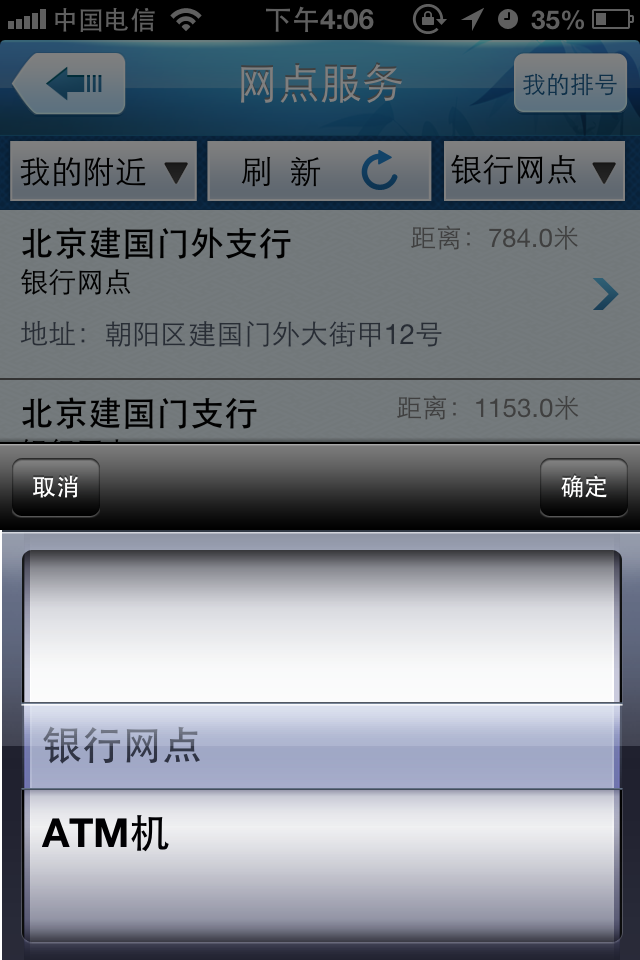 中国电信 下午4:06 35%
网点服务 我的排号
我的附近 刷 新 银行网点
北京建国门外支行 距离：784.0米
银行网点
地址：朝阳区建国门外大街甲12号
北京建国门支行 距离：1153.0米
取消 确定
银行网点
ATM机